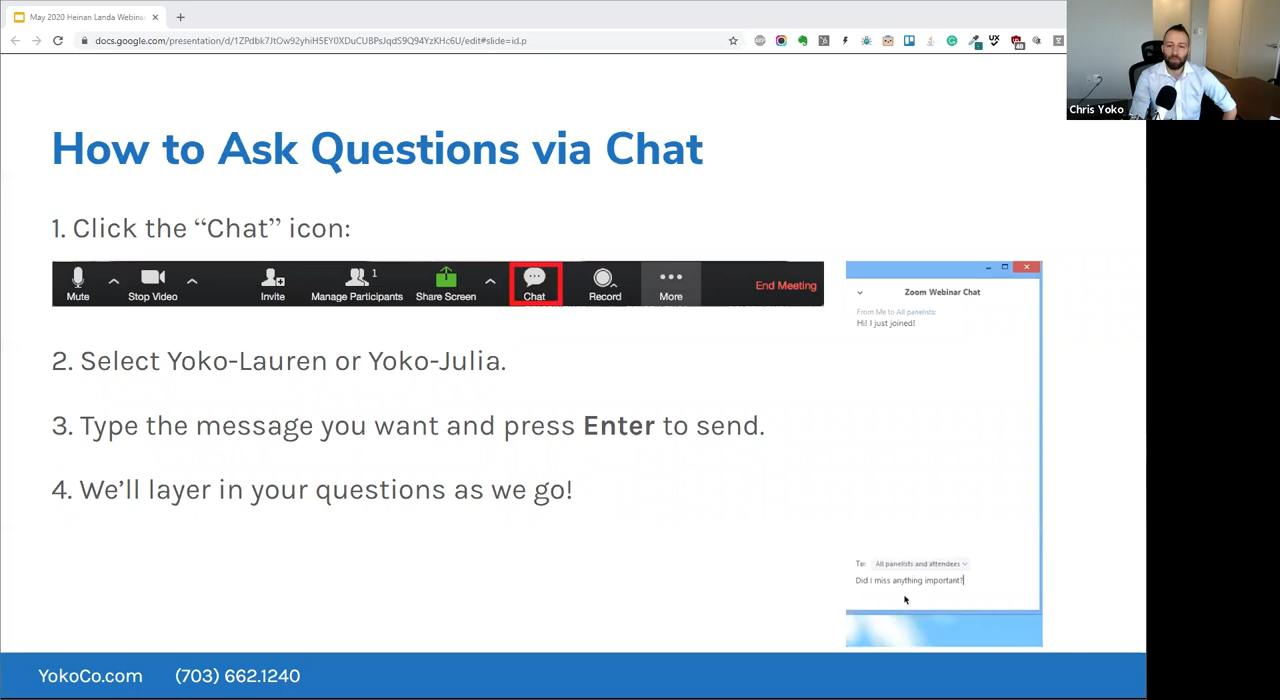 May 2020 Heinan Landa Webina
docs.google.com/presentation/d/1ZPdbk7JtOw92yhiH5EY0XDuCUBPsJqdS9Q94YzKHc6U/edit#slide=id.p
Chris Yoko
How to Ask Questions via Chat
1. Click the “Chat” icon:
1
Mute Stop Video Invite Manage Participants Share Screen Chat Record More End Meeting
Zoom Webinar Chat
From Me to All panelists:
Hi! I just joined!
2. Select Yoko-Lauren or Yoko-Julia.
3. Type the message you want and press Enter to send.
4. We’ll layer in your questions as we go!
To: All panelists and attendees
Did I miss anything important?
YokoCo.com (703) 662.1240